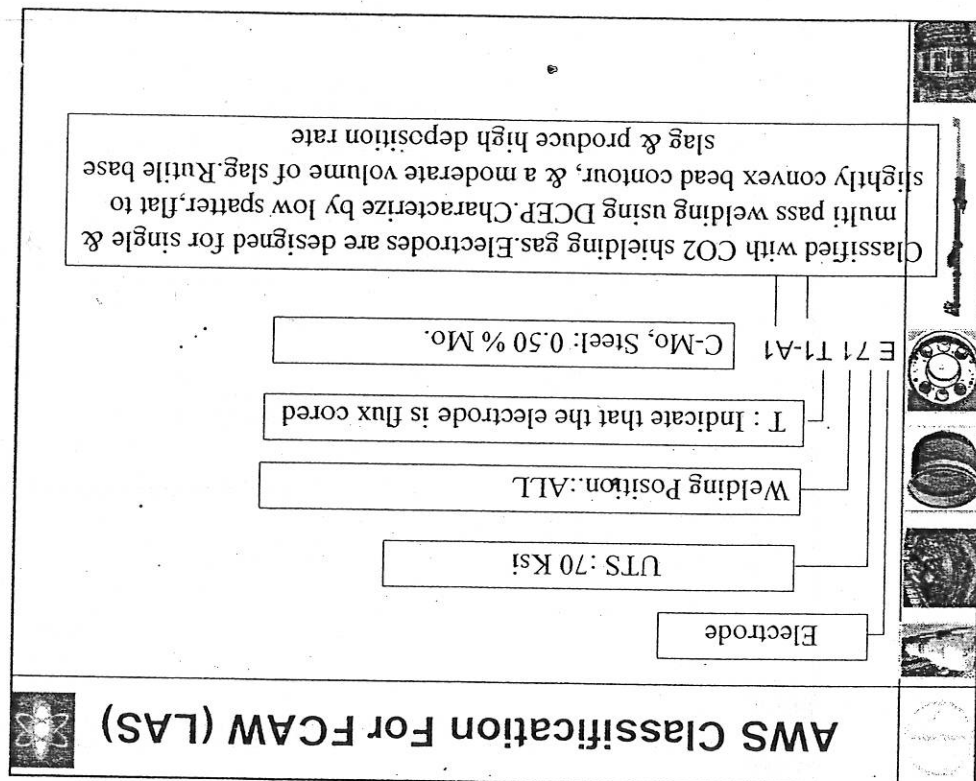 AWS Classification For FCAW (LAS)
Electrode
UTS :70 Ksi
Welding Position.:ALL
T : Indicate that the electrode is flux cored
E 71 T1-A1
C-Mo, Steel: 0.50 % Mo.
Classified with CO2 shielding gas.Electrodes are designed for single &
multi pass welding using DCEP.Characterize by low spatter,flat to
slightly convex bead contour, & a moderate volume of slag.Rutile base
slag & produce high deposition rate